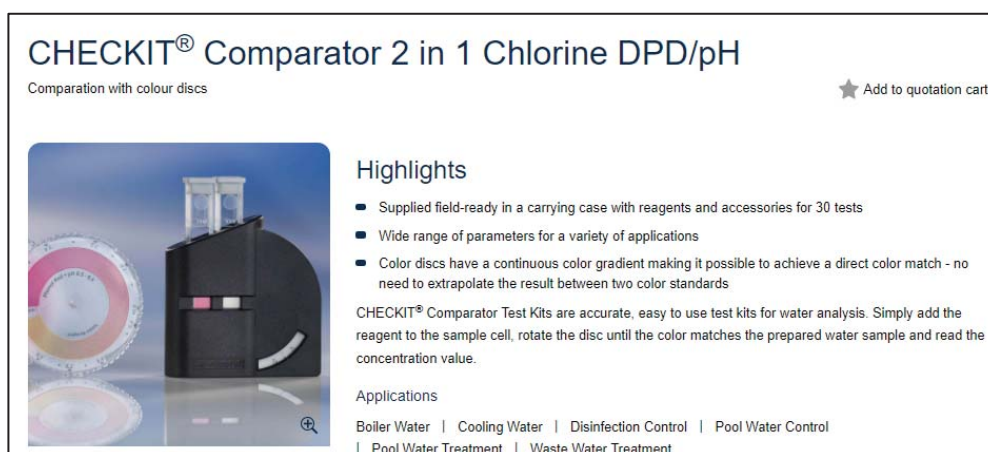 CHECKIT® Comparator 2 in 1 Chlorine DPD/pH
Comparation with colour discs
Add to quotation cart
Highlights
Supplied field-ready in a carrying case with reagents and accessories for 30 tests
Wide range of parameters for a variety of applications
Color discs have a continuous color gradient making it possible to achieve a direct color match - no
need to extrapolate the result between two color standards
CHECKIT® Comparator Test Kits are accurate, easy to use test kits for water analysis. Simply add the
reagent to the sample cell, rotate the disc until the color matches the prepared water sample and read the
concentration value.
Applications
Boiler Water | Cooling Water | Disinfection Control | Pool Water Control
| Pool Water Treatment | Waste Water Treatment